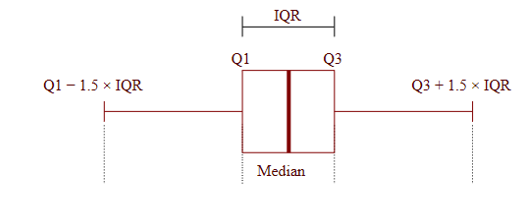 IQR
Q1 Q3
Q1 − 1.5 × IQR Q3 + 1.5 × IQR
Median